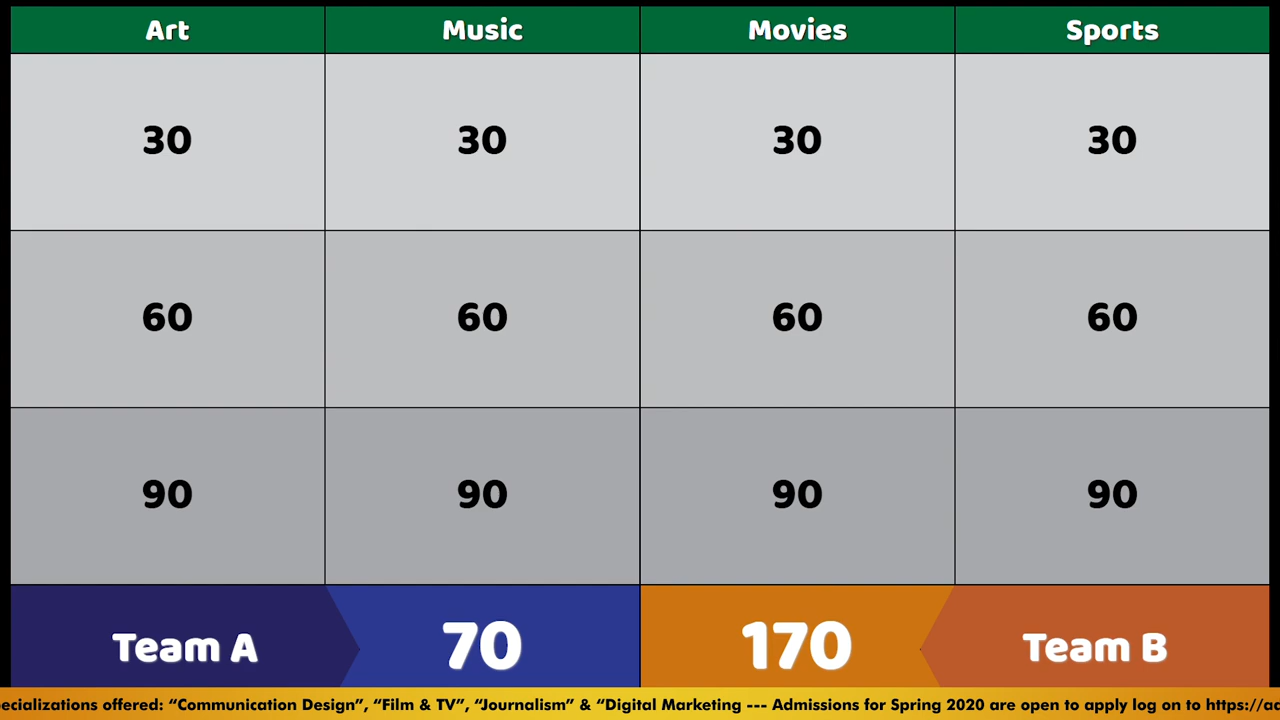 Art Music Movies Sports
30 30 30 30
60 60 60 60
90 90 90 90
Team A 70 170 Team B
ecializations offered: “Communication Design”, “Film & TV”, “Journalism” & “Digital Marketing --- Admissions for Spring 2020 are open to apply log on to https://a